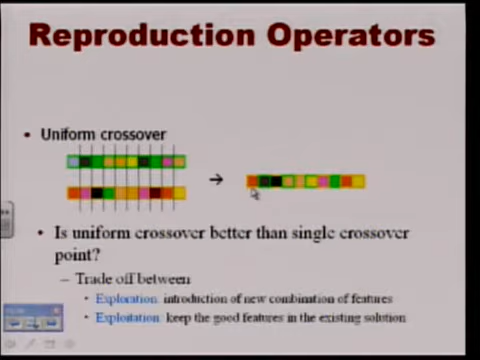 Reproduction Operators
• Uniform crossover
• Is uniform crossover better than single crossover
point?
– Trade off between
• Exploration: introduction of new combination of features
• Exploitation: keep the good features in the existing solution